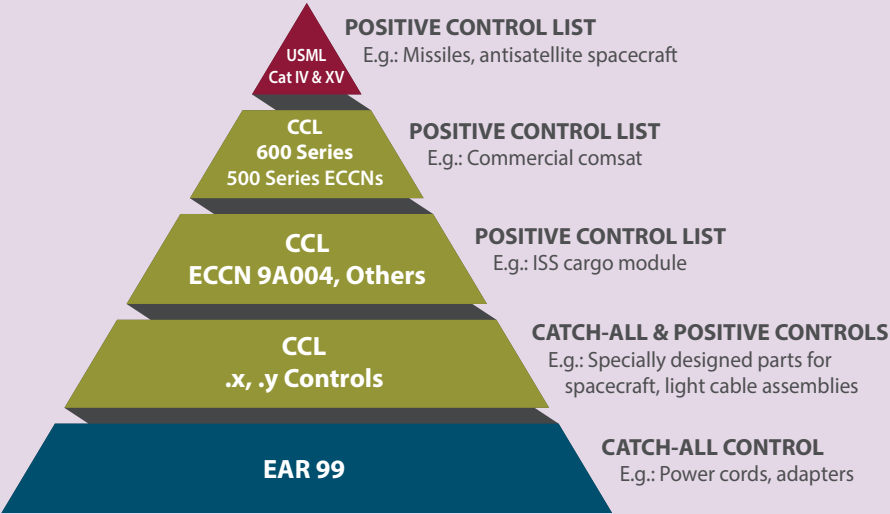 USML
Cat IV & XV
POSITIVE CONTROL LIST
E.g.: Missiles, antisatellite spacecraft
CCL
600 Series
500 Series ECCNs
POSITIVE CONTROL LIST
E.g.: Commercial comsat
CCL
ECCN 9A004, Others
POSITIVE CONTROL LIST
E.g.: ISS cargo module
CCL
.x, .y Controls
CATCH-ALL & POSITIVE CONTROLS
E.g.: Specially designed parts for
spacecraft, light cable assemblies
EAR 99
CATCH-ALL CONTROL
E.g.: Power cords, adapters